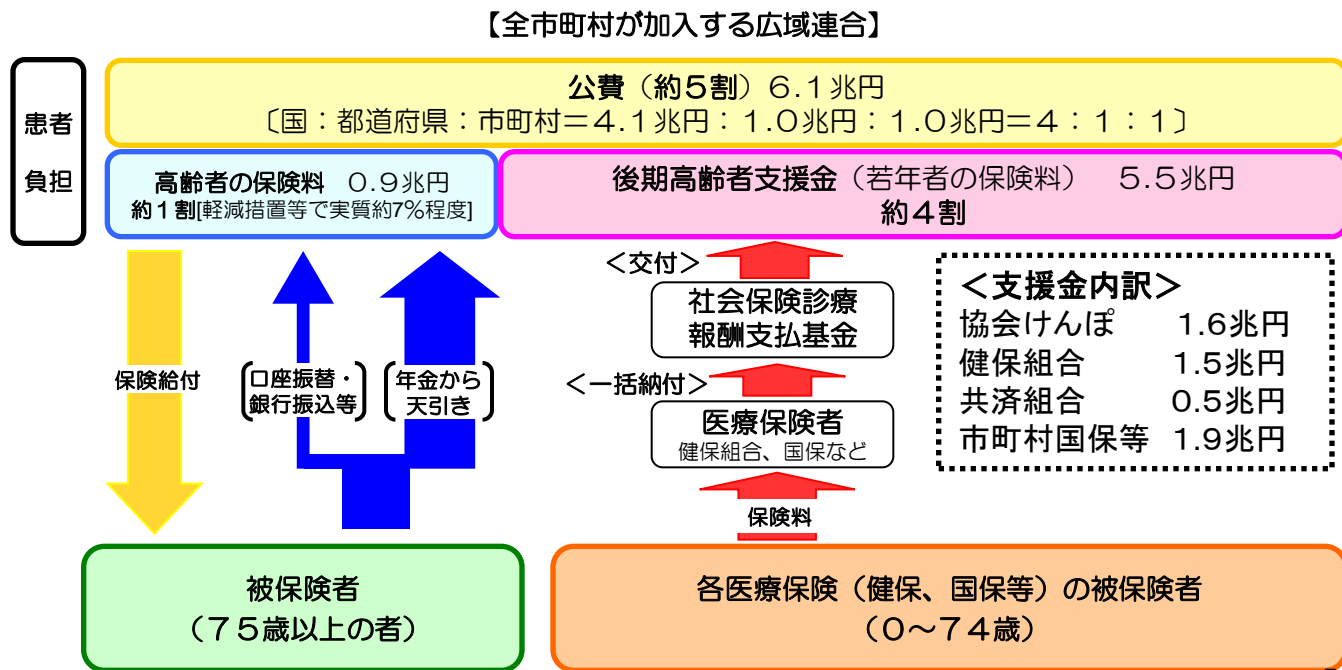 【全市町村が加入する広域連合】
患者
負担
公費（約５割）６.１兆円
〔国：都道府県：市町村＝４.１兆円：１.０兆円：１.０兆円＝４：１：１〕
高齢者の保険料　０.９兆円
約１割[軽減措置等で実質約7％程度]
後期高齢者支援金（若年者の保険料）　５.５兆円
約４割
保険給付
口座振替・
銀行振込等
年金から
天引き
＜交付＞
社会保険診療
報酬支払基金
＜一括納付＞
医療保険者
健保組合、国保など
保険料
＜支援金内訳＞
協会けんぽ　１.６兆円
健保組合　１.５兆円
共済組合　０.５兆円
市町村国保等　１.９兆円
被保険者
（７５歳以上の者）
各医療保険（健保、国保等）の被保険者
（０～７４歳）